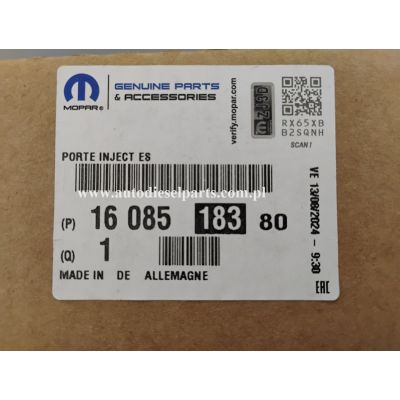 MOPAR®
GENUINE PARTS
& ACCESSORIES
verify.mopar.com
RX65XB
B2SQNH
SCAN!
PORTE INJECT ES
www.autodieselparts.com.pl
(P) 16 085 183 80
(Q) 1
MADE IN DE ALLEMAGNE
VE 13/08/2024 - 9:30
EAC